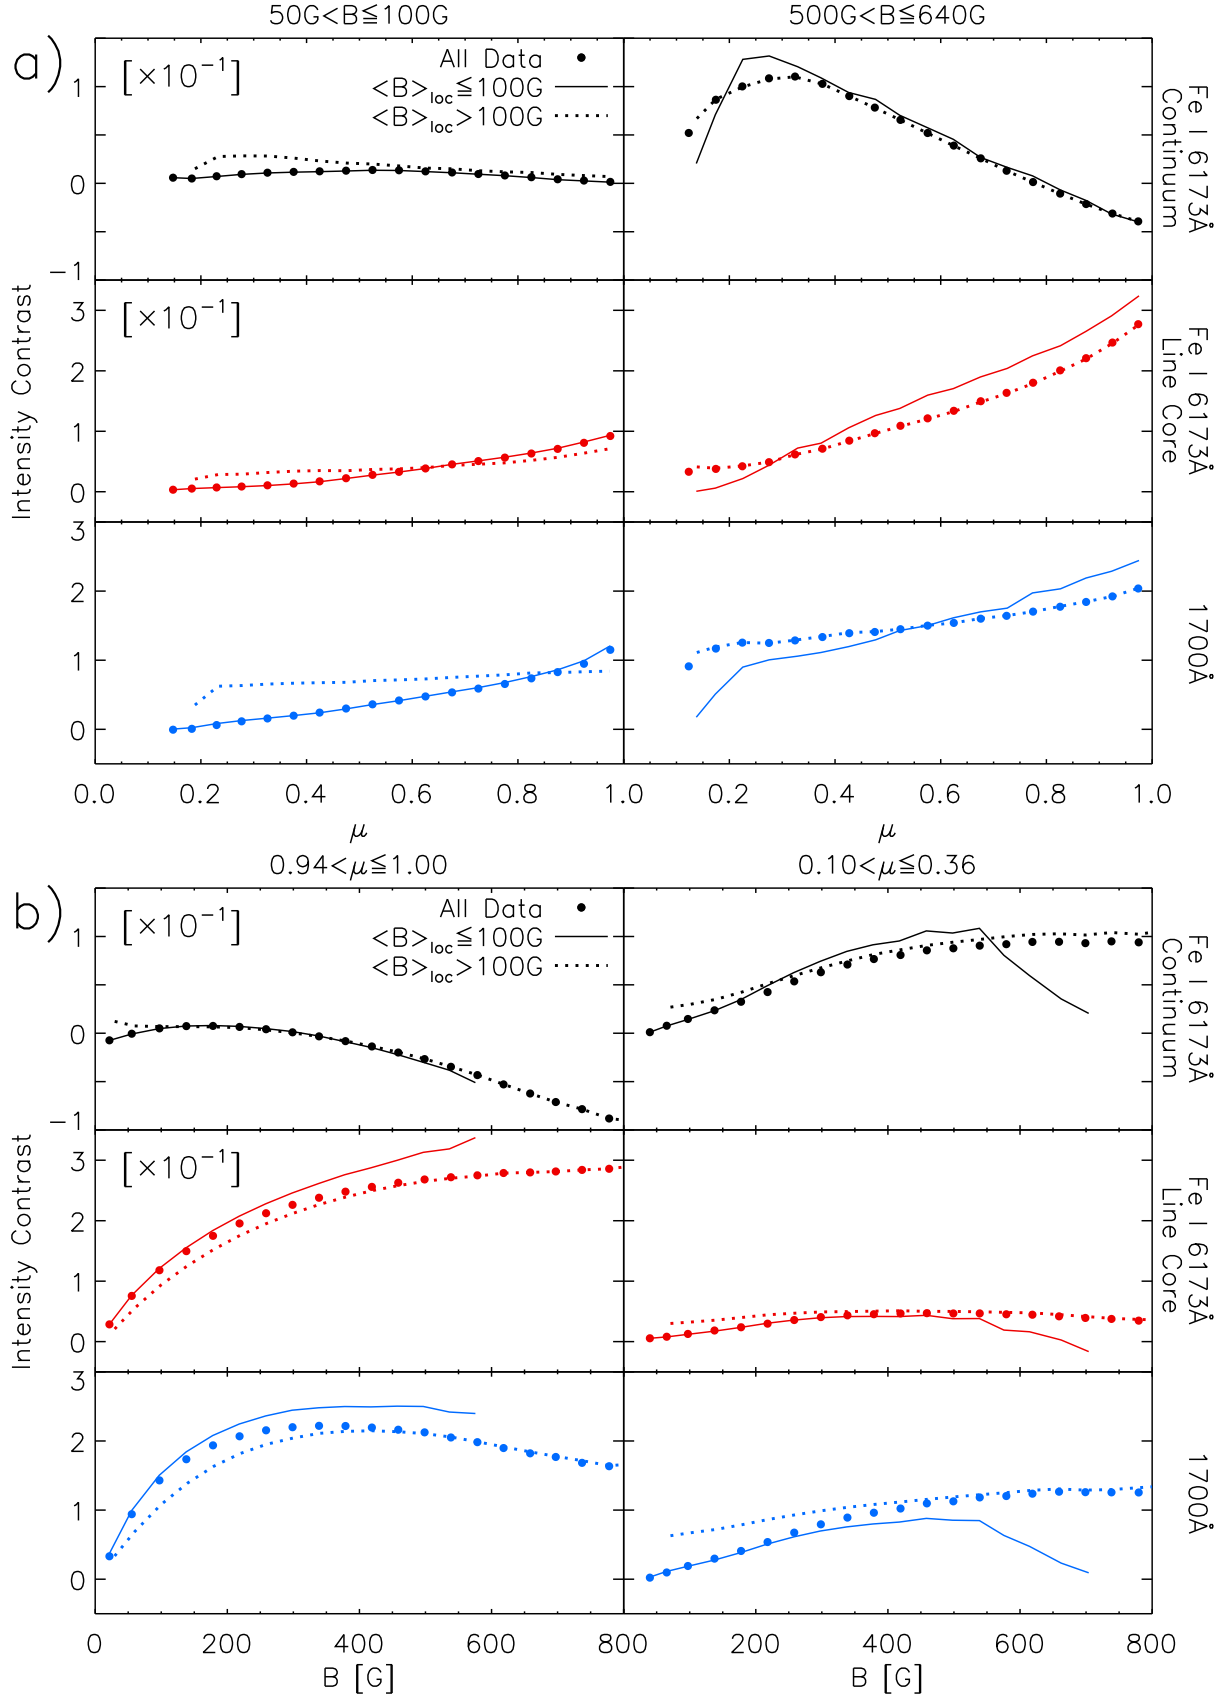 50G<B≦100G
500G<B≦640G
a)
[×10⁻¹]
All Data
<B>loc≦100G
<B>loc>100G
1
0
−1
Fe I 6173Å
Continuum
[×10⁻¹]
3
2
1
0
Fe I 6173Å
Line Core
Intensity Contrast
3
2
1
0
1700Å
0.0 0.2 0.4 0.6 0.8 1.0 0.2 0.4 0.6 0.8 1.0
μ μ
0.94<μ≦1.00
0.10<μ≦0.36
b)
[×10⁻¹]
All Data
<B>loc≦100G
<B>loc>100G
1
0
−1
Fe I 6173Å
Continuum
[×10⁻¹]
3
2
1
0
Fe I 6173Å
Line Core
Intensity Contrast
3
2
1
0
1700Å
0 200 400 600 800 200 400 600 800
B [G] B [G]